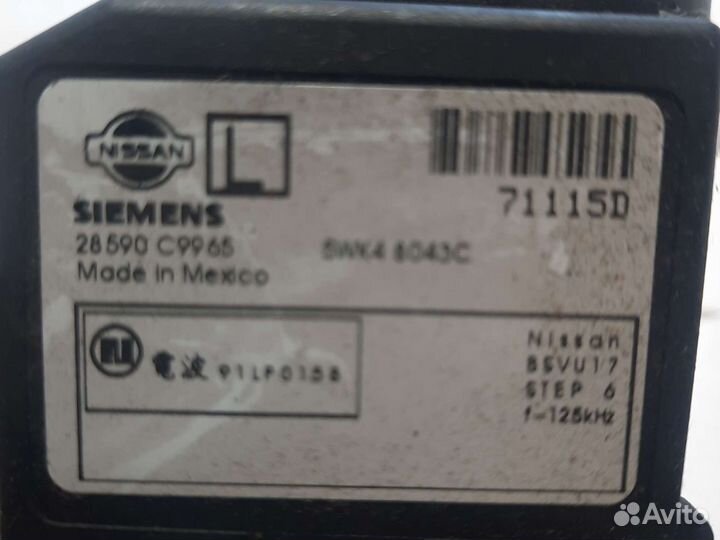 NISSAN
L
71115D
SIEMENS
28590 C9965
5WK4 8043C
Made in Mexico
電波 91LP0158
Nissan
BSVU17
STEP 6
f=125kHz
Avito